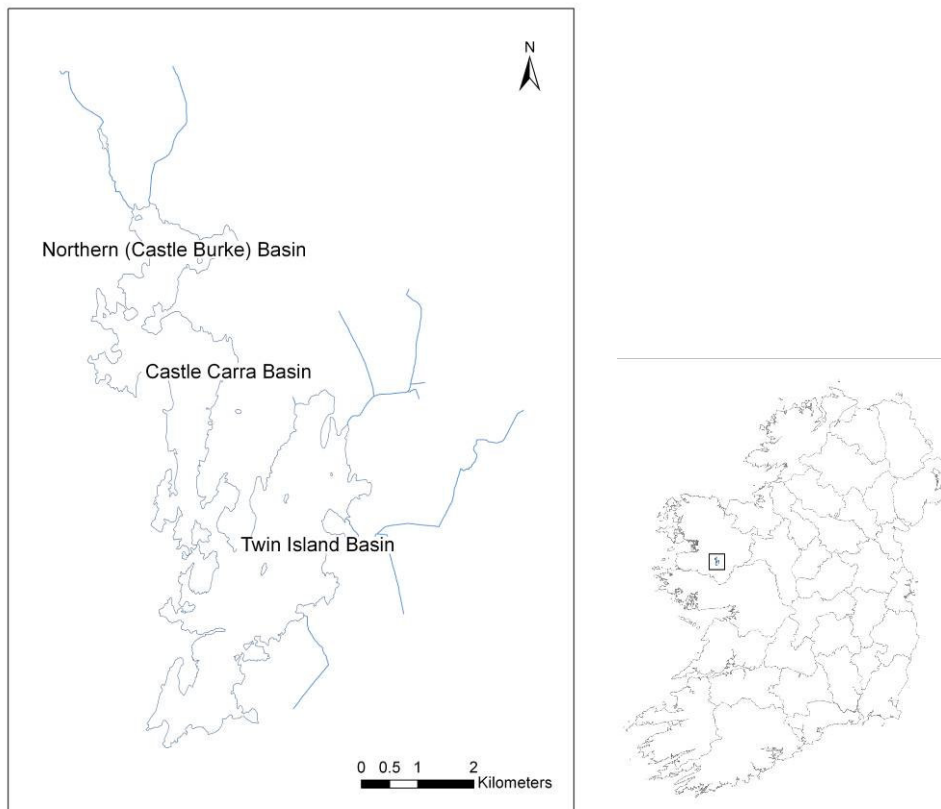 N
Northern (Castle Burke) Basin
Castle Carra Basin
Twin Island Basin
0 0.5 1 2
Kilometers